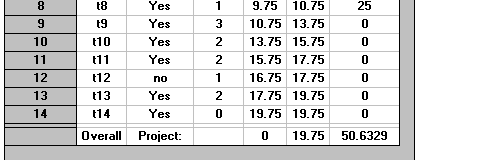 8 t8 Yes 1 9.75 10.75 25
9 t9 Yes 3 10.75 13.75 0
10 t10 Yes 2 13.75 15.75 0
11 t11 Yes 2 15.75 17.75 0
12 t12 no 1 16.75 17.75 0
13 t13 Yes 2 17.75 19.75 0
14 t14 Yes 0 19.75 19.75 0
Overall Project: 0 19.75 50.6329